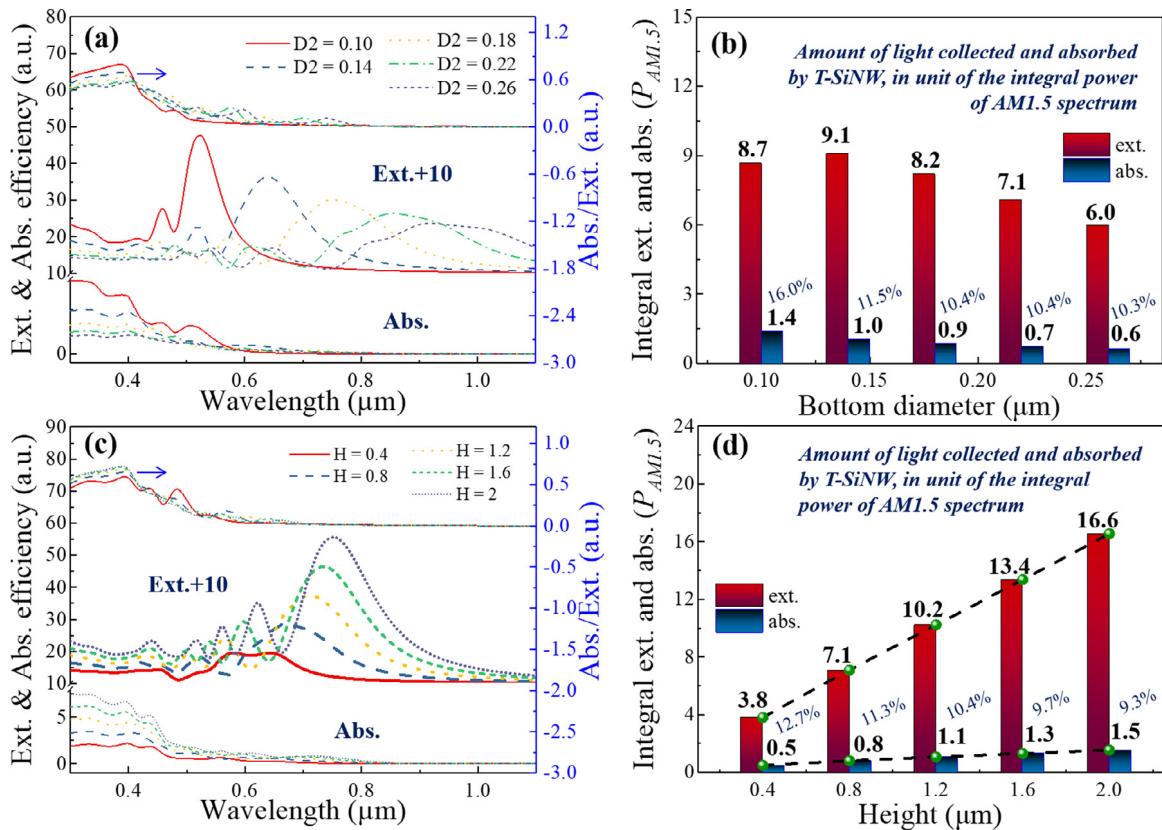 (a)
D2 = 0.10
D2 = 0.14
D2 = 0.18
D2 = 0.22
D2 = 0.26
Ext.+10
Abs.
Ext. & Abs. efficiency (a.u.)
80
70
60
50
50
40
30
20
10
0
Abs./Ext. (a.u.)
1.2
0.6
0.0
-0.6
-1.2
-1.8
-2.4
-3.0
0.4
0.6
0.8
1.0
Wavelength (μm)
(b)
Amount of light collected and absorbed
by T-SiNW, in unit of the integral power
of AM1.5 spectrum
ext.
abs.
Integral ext. and abs. (P_AM1.5)
15
12
9
6
3
0
8.7
9.1
8.2
7.1
6.0
16.0%
11.5%
10.4%
10.4%
10.3%
1.4
1.0
0.9
0.7
0.6
0.10
0.15
0.20
0.25
Bottom diameter (μm)
(c)
H = 0.4
H = 0.8
H = 1.2
H = 1.6
H = 2
Ext.+10
Abs.
Ext. & Abs. efficiency (a.u.)
90
80
70
60
50
40
30
20
10
5
0
Abs./Ext. (a.u.)
1.0
0.5
0.0
-0.5
-1.0
-1.5
-2.0
-2.5
-3.0
0.4
0.6
0.8
1.0
Wavelength (μm)
(d)
Amount of light collected and absorbed
by T-SiNW, in unit of the integral
power of AM1.5 spectrum
ext.
abs.
Integral ext. and abs. (P_AM1.5)
24
20
16
12
8
4
0
3.8
7.1
10.2
13.4
16.6
12.7%
11.3%
10.4%
9.7%
9.3%
0.5
0.8
1.1
1.3
1.5
0.4
0.8
1.2
1.6
2.0
Height (μm)